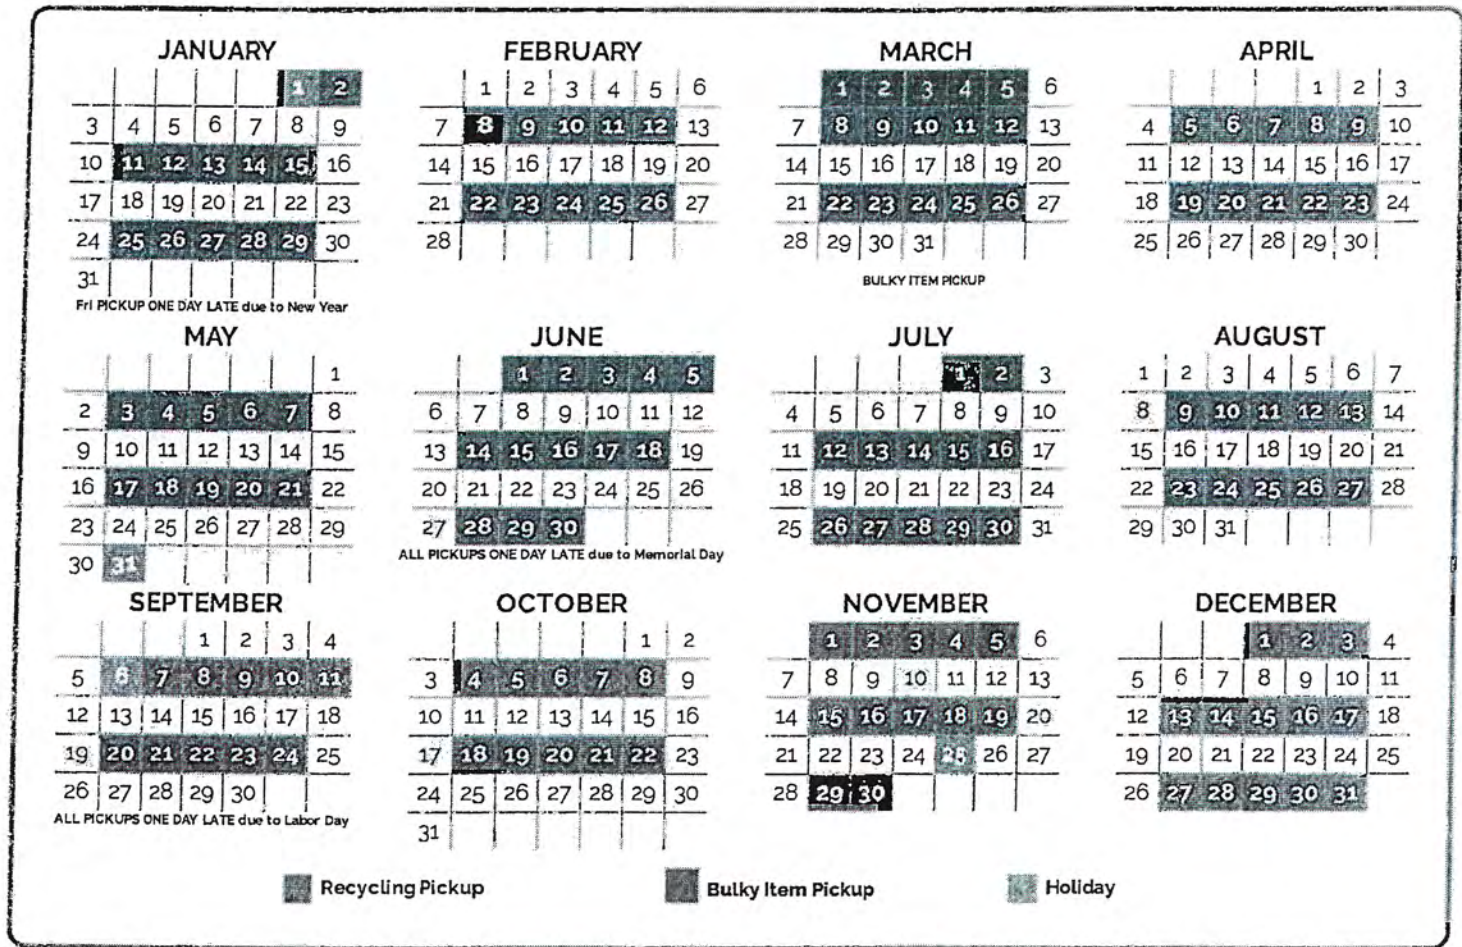 JANUARY FEBRUARY MARCH APRIL
1 2 1 2 3 4 5 6 1 2 3 4 5 6 1 2 3
3 4 5 6 7 8 9 7 8 9 10 11 12 13 7 8 9 10 11 12 13 4 5 6 7 8 9 10
10 11 12 13 14 15 16 14 15 16 17 18 19 20 14 15 16 17 18 19 20 11 12 13 14 15 16 17
17 18 19 20 21 22 23 21 22 23 24 25 26 27 21 22 23 24 25 26 27 18 19 20 21 22 23 24
24 25 26 27 28 29 30 28 28 29 30 31 25 26 27 28 29 30
31
Fri PICKUP ONE DAY LATE due to New Year BULKY ITEM PICKUP
MAY JUNE JULY AUGUST
1 1 2 3 4 5 1 2 3 1 2 3 4 5 6 7
2 3 4 5 6 7 8 6 7 8 9 10 11 12 4 5 6 7 8 9 10 8 9 10 11 12 13 14
9 10 11 12 13 14 15 13 14 15 16 17 18 19 11 12 13 14 15 16 17 15 16 17 18 19 20 21
16 17 18 19 20 21 22 20 21 22 23 24 25 26 18 19 20 21 22 23 24 22 23 24 25 26 27 28
23 24 25 26 27 28 29 27 28 29 30 25 26 27 28 29 30 31 29 30 31
30 31 ALL PICKUPS ONE DAY LATE due to Memorial Day
SEPTEMBER OCTOBER NOVEMBER DECEMBER
1 2 3 4 1 2 1 2 3 4 5 6 1 2 3 4
5 6 7 8 9 10 11 3 4 5 6 7 8 9 7 8 9 10 11 12 13 5 6 7 8 9 10 11
12 13 14 15 16 17 18 10 11 12 13 14 15 16 14 15 16 17 18 19 20 12 13 14 15 16 17 18
19 20 21 22 23 24 25 17 18 19 20 21 22 23 21 22 23 24 25 26 27 19 20 21 22 23 24 25
26 27 28 29 30 24 25 26 27 28 29 30 28 29 30 26 27 28 29 30 31
ALL PICKUPS ONE DAY LATE due to Labor Day 31
Recycling Pickup Bulky Item Pickup Holiday